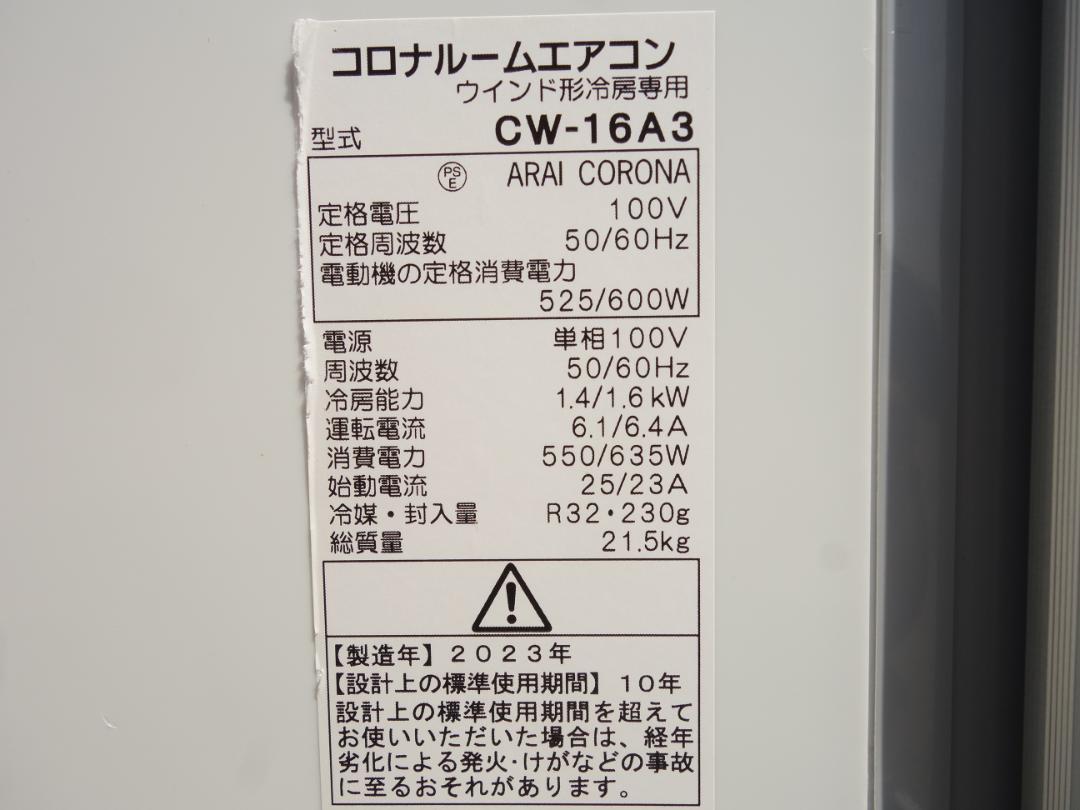 コロナルームエアコン
ウインド形冷房専用
型式 CW-16A3
PSE ARAI CORONA
定格電圧 100V
定格周波数 50/60Hz
電動機の定格消費電力
525/600W
電源 単相100V
周波数 50/60Hz
冷房能力 1.4/1.6kW
運転電流 6.1/6.4A
消費電力 550/635W
始動電流 25/23A
冷媒・封入量 R32・230g
総質量 21.5kg
【製造年】2023年
【設計上の標準使用期間】10年
設計上の標準使用期間を超えて
お使いいただいた場合は、経年
劣化による発火・けがなどの事故
に至るおそれがあります。